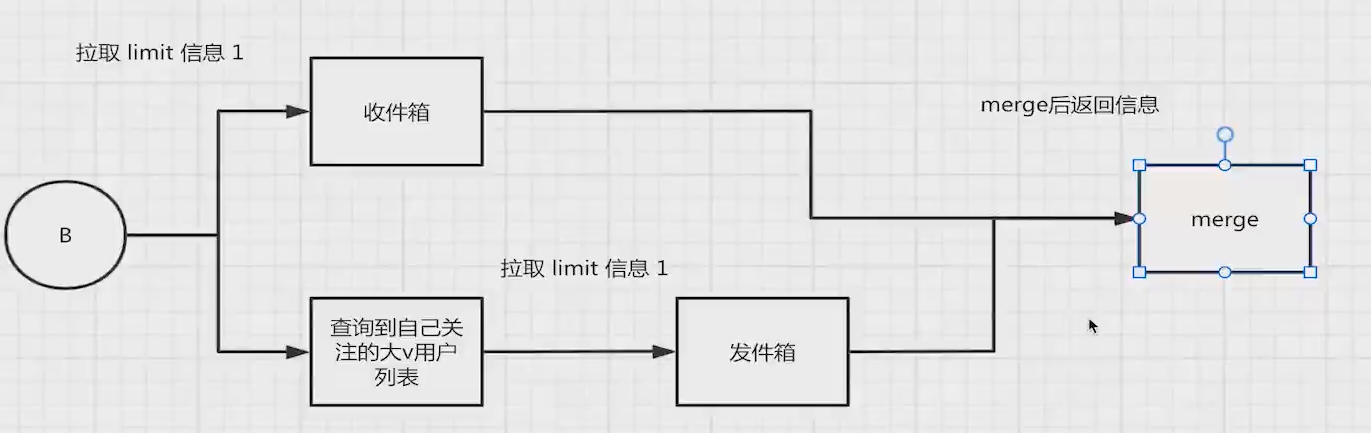 拉取 limit 信息 1
收件箱
merge后返回信息
B
merge
拉取 limit 信息 1
查询到自己关
注的大v用户
列表
发件箱